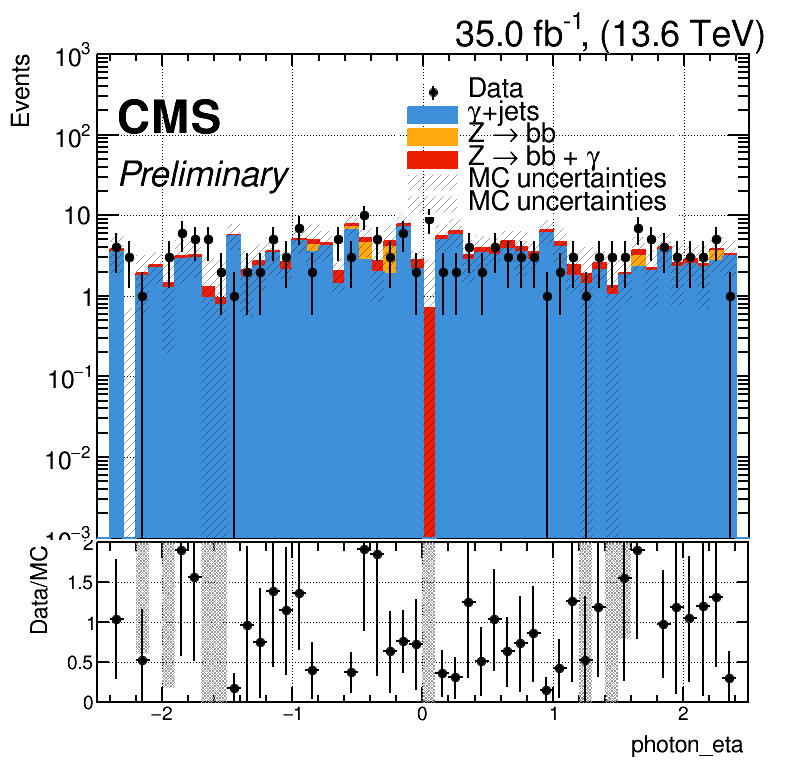 35.0 fb⁻¹, (13.6 TeV)
Events
10³
10²
10
1
10⁻¹
10⁻²
10⁻³
CMS
Preliminary
Data
γ+jets
Z → bb
Z → bb + γ
MC uncertainties
MC uncertainties
Data/MC
2
1.5
1
0.5
0
−2
−1
0
1
2
photon_eta